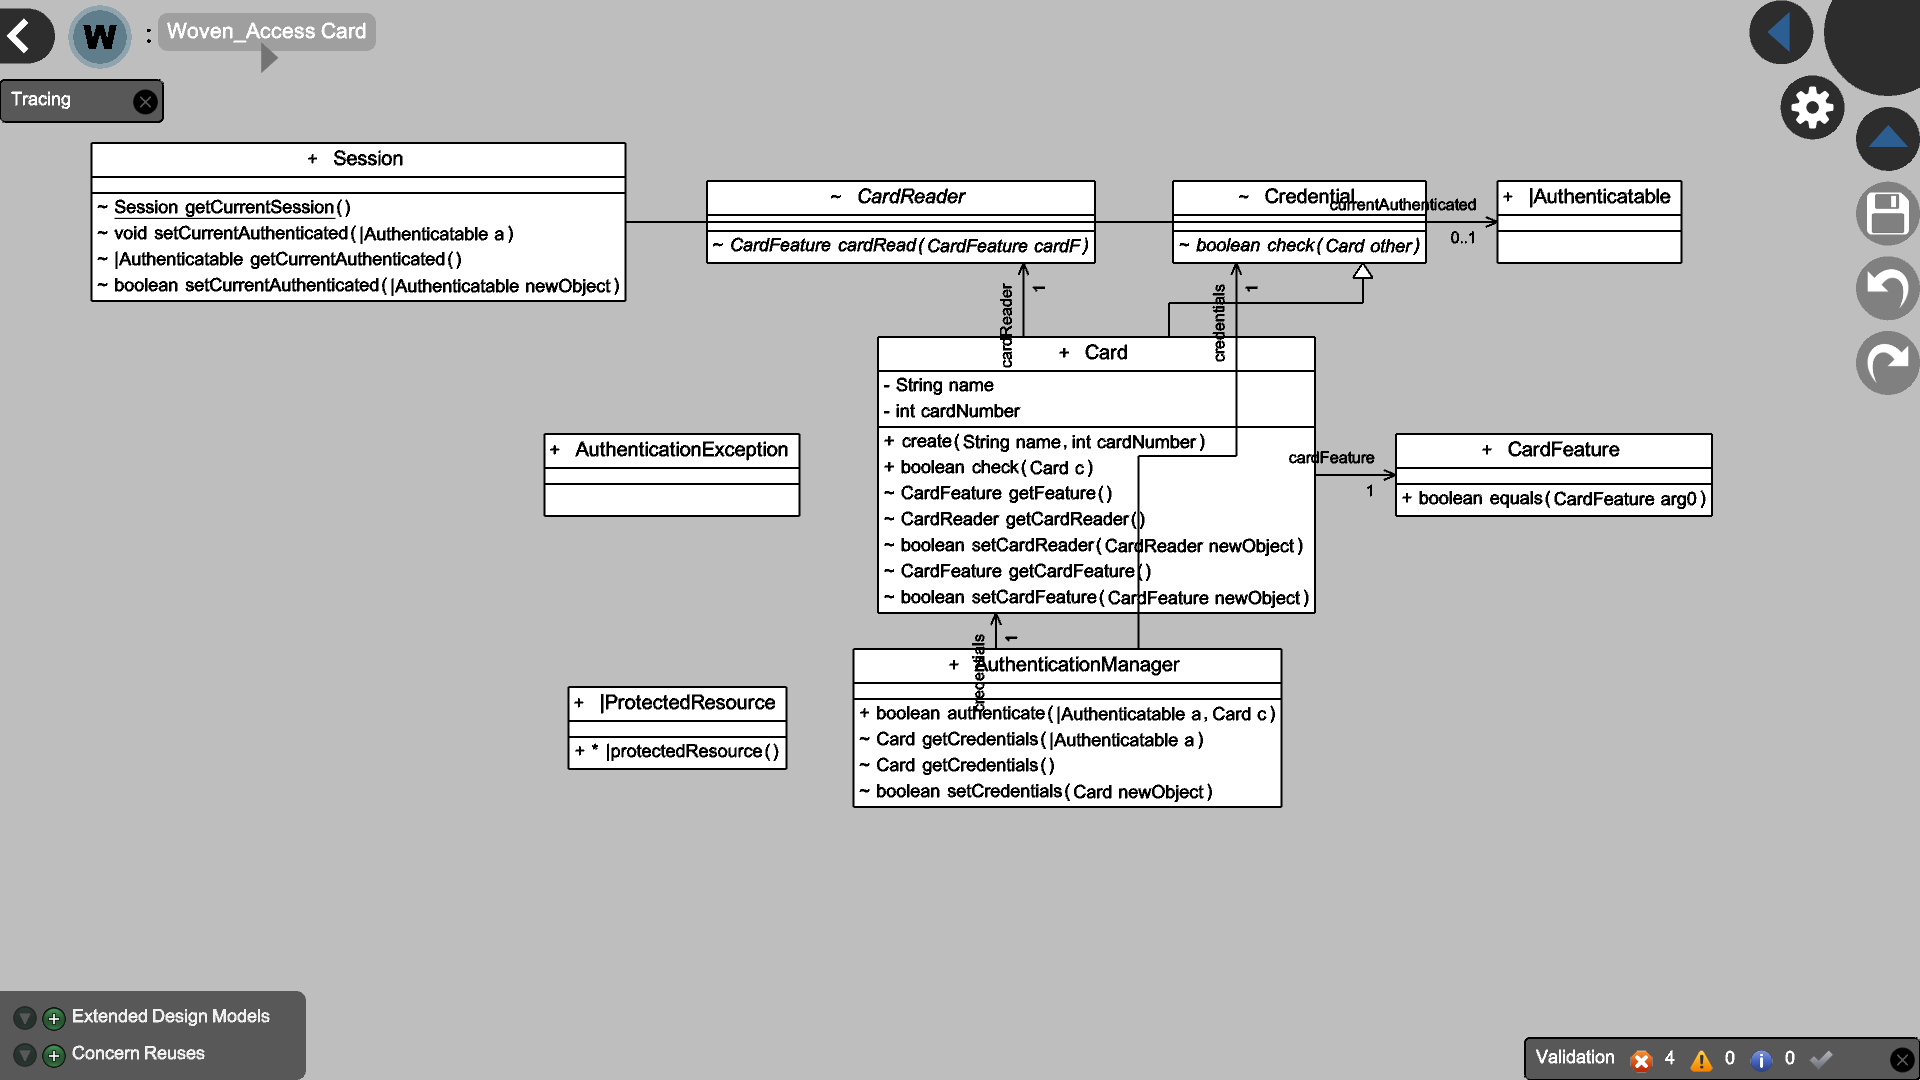 W : Woven_Access Card
Tracing
+ Session
~ Session getCurrentSession()
~ void setCurrentAuthenticated(|Authenticatable a)
~ |Authenticatable getCurrentAuthenticated()
~ boolean setCurrentAuthenticated(|Authenticatable newObject)
~ CardReader
~ CardFeature cardRead(CardFeature cardF)
~ Credential
~ boolean check(Card other)
currentAuthenticated
0..1
+ |Authenticatable
cardReader
1
credentials
1
+ Card
- String name
- int cardNumber
+ create(String name, int cardNumber)
+ boolean check(Card c)
~ CardFeature getFeature()
~ CardReader getCardReader()
~ boolean setCardReader(CardReader newObject)
~ CardFeature getCardFeature()
~ boolean setCardFeature(CardFeature newObject)
+ AuthenticationException
cardFeature
1
+ CardFeature
+ boolean equals(CardFeature arg0)
credentials
1
+ AuthenticationManager
+ boolean authenticate(|Authenticatable a, Card c)
~ Card getCredentials(|Authenticatable a)
~ Card getCredentials()
~ boolean setCredentials(Card newObject)
+ |ProtectedResource
+ * |protectedResource()
Extended Design Models
Concern Reuses
Validation 4 0 0